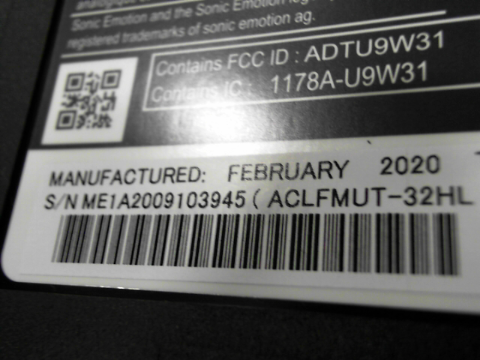 analogique
Sonic Emotion and the Sonic Emotion
registered trademarks of sonic emotion ag.
Contains FCC ID : ADTU9W31
Contains IC : 1178A-U9W31
MANUFACTURED: FEBRUARY 2020
S/N ME1A2009103945 ( ACLFMUT-32HL